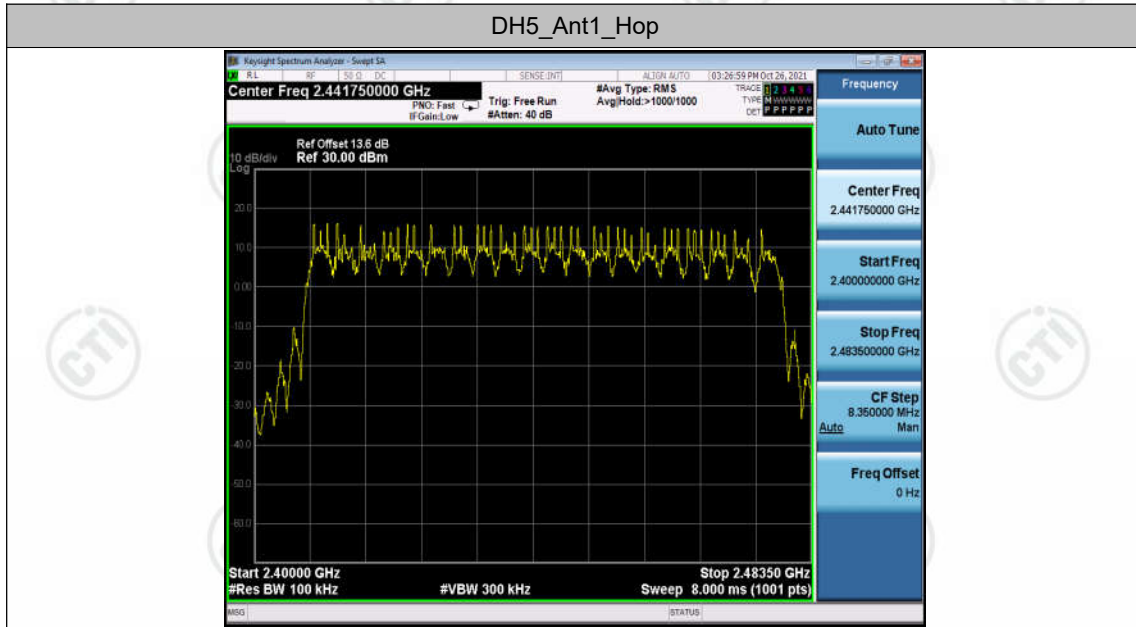 DH5_Ant1_Hop
Keysight Spectrum Analyzer - Swept SA
RL RF 50 Ω DC SENSE:INT ALIGN AUTO 03:26:59 PM Oct 26, 2021
Center Freq 2.441750000 GHz
PNO: Fast
IFGain:Low
Trig: Free Run
#Atten: 40 dB
#Avg Type: RMS
Avg|Hold:>1000/1000
TRACE 1 2 3 4 5 6
TYPE M WWWWW
DET P P P P P P
Ref Offset 13.6 dB
10 dB/div Ref 30.00 dBm
Log
20.0
10.0
0.00
-10.0
-20.0
-30.0
-40.0
-50.0
-60.0
Start 2.40000 GHz
Stop 2.48350 GHz
#Res BW 100 kHz
#VBW 300 kHz
Sweep 8.000 ms (1001 pts)
MSG
STATUS
Frequency
Auto Tune
Center Freq
2.441750000 GHz
Start Freq
2.400000000 GHz
Stop Freq
2.483500000 GHz
CF Step
8.350000 MHz
Auto Man
Freq Offset
0 Hz
CTI
CTI